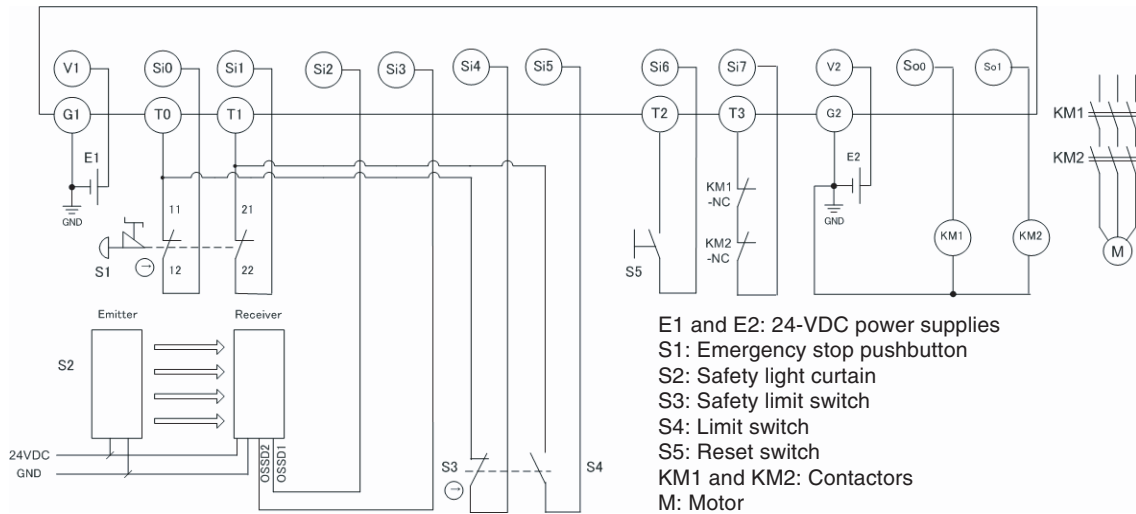 V1 Si0 Si1 Si2 Si3 Si4 Si5 Si6 Si7 V2 So0 So1
G1 T0 T1 T2 T3 G2
KM1
KM2
M
E1
GND
11 21
12 22
S1
KM1
-NC
KM2
-NC
S5
E2
GND
KM1 KM2
Emitter Receiver
S2
24VDC
GND
OSSD2
OSSD1
S3 S4
E1 and E2: 24-VDC power supplies
S1: Emergency stop pushbutton
S2: Safety light curtain
S3: Safety limit switch
S4: Limit switch
S5: Reset switch
KM1 and KM2: Contactors
M: Motor